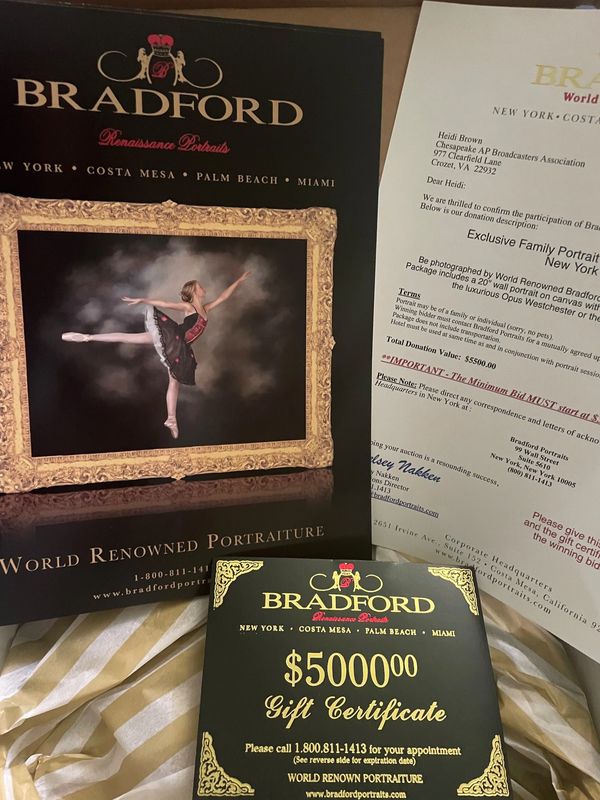 BRADFORD
Renaissance Portraits
NEW YORK • COSTA MESA • PALM BEACH • MIAMI
WORLD RENOWNED PORTRAITURE
1-800-811-141
www.bradfordportrai
World
NEW YORK • COSTA
Heidi Brown
Chesapeake AP Broadcasters Association
977 Clearfield Lane
Crozet, VA 22932
Dear Heidi:
We are thrilled to confirm the participation of Brad
Below is our donation description:
Exclusive Family Portrait
New York
Be photographed by World Renowned Bradford
Package includes a 20" wall portrait on canvas with
the luxurious Opus Westchester or the
Terms
Portrait may be of a family or individual (sorry, no pets).
Winning bidder must contact Bradford Portraits for a mutually agreed up
Package does not include transportation.
Hotel must be used at same time as and in conjunction with portrait sessio
Total Donation Value: $5500.00
**IMPORTANT - The Minimum Bid MUST start at $
Please Note: Please direct any correspondence and letters of ackno
Headquarters in New York at :
Bradford Portraits
99 Wall Street
Suite 5610
New York, New York 10005
(800) 811-1413
ping your auction is a resounding success,
elsey Nakken
y Nakken
ons Director
1.1413
bradfordportraits.com
Please give this
and the gift certif
the winning bid
Corporate Headquarters
2651 Irvine Ave., Suite 152 • Costa Mesa, California 92
www.bradfordportraits.com
B
BRADFORD
Renaissance Portraits
NEW YORK • COSTA MESA • PALM BEACH • MIAMI
$500000
Gift Certificate
Please call 1.800.811-1413 for your appointment
(See reverse side for expiration date)
WORLD RENOWN PORTRAITURE
www.bradfordportraits.com